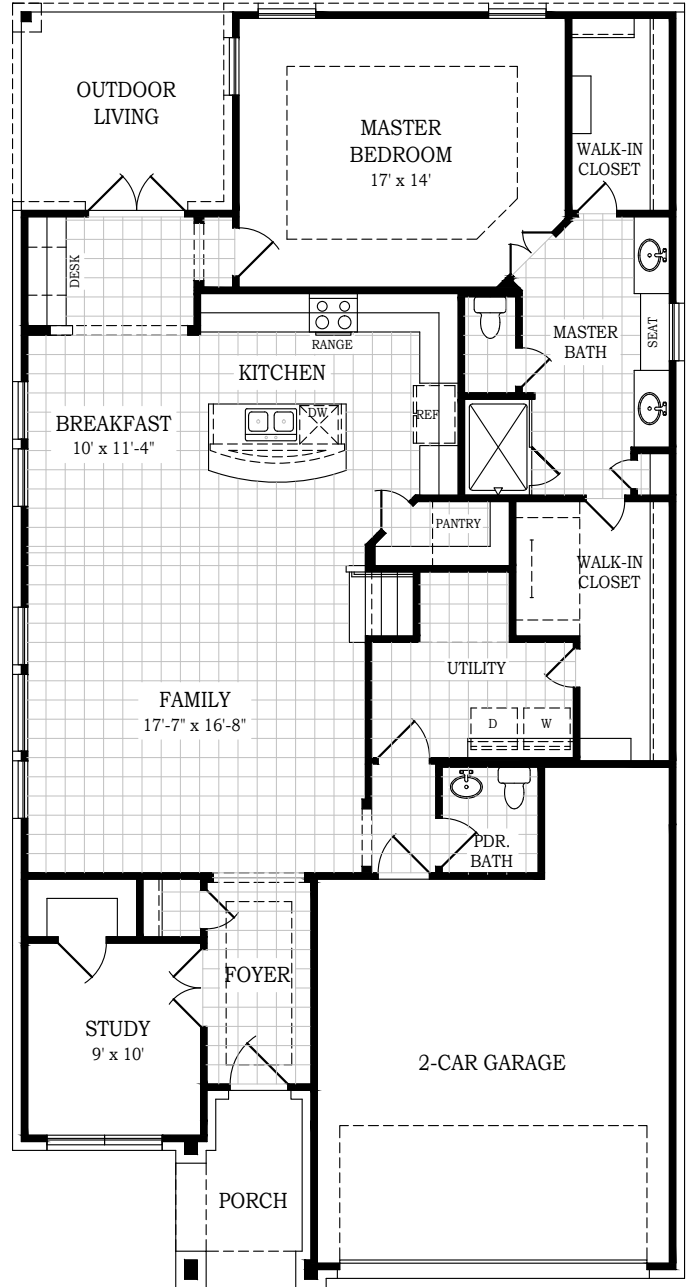 OUTDOOR
LIVING
MASTER
BEDROOM
17' x 14'
WALK-IN
CLOSET
DESK
RANGE
KITCHEN
DW
REF
BREAKFAST
10' x 11'-4"
MASTER
BATH
SEAT
PANTRY
WALK-IN
CLOSET
UTILITY
D
W
FAMILY
17'-7" x 16'-8"
PDR.
BATH
FOYER
STUDY
9' x 10'
2-CAR GARAGE
PORCH